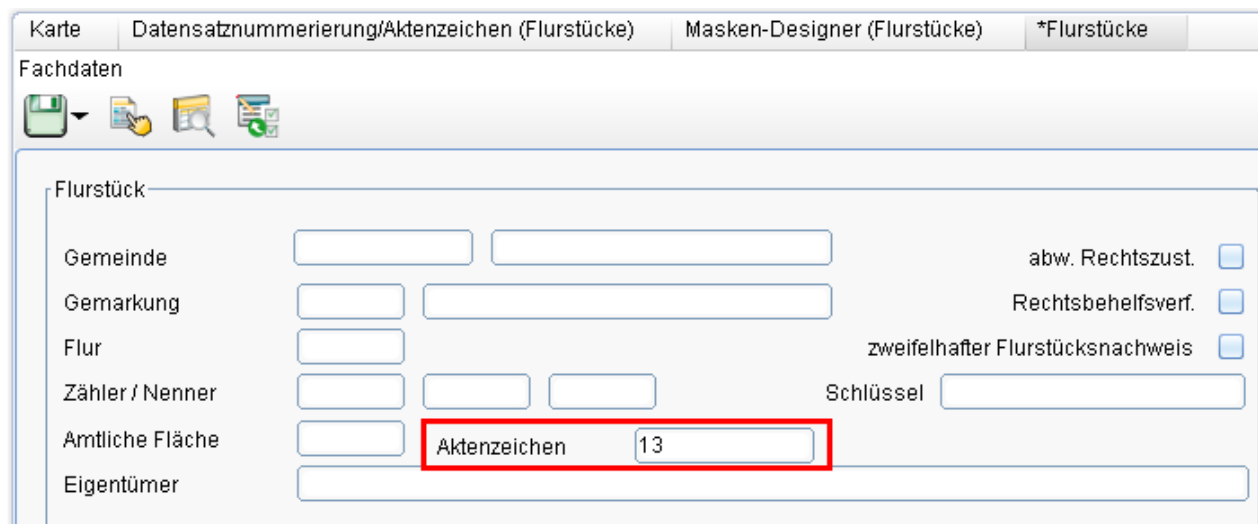 Karte Datensatznummerierung/Aktenzeichen (Flurstücke) Masken-Designer (Flurstücke) *Flurstücke
Fachdaten
Flurstück
Gemeinde abw. Rechtszust.
Gemarkung Rechtsbehelfsverf.
Flur zweifelhafter Flurstücksnachweis
Zähler / Nenner Schlüssel
Amtliche Fläche Aktenzeichen 13
Eigentümer